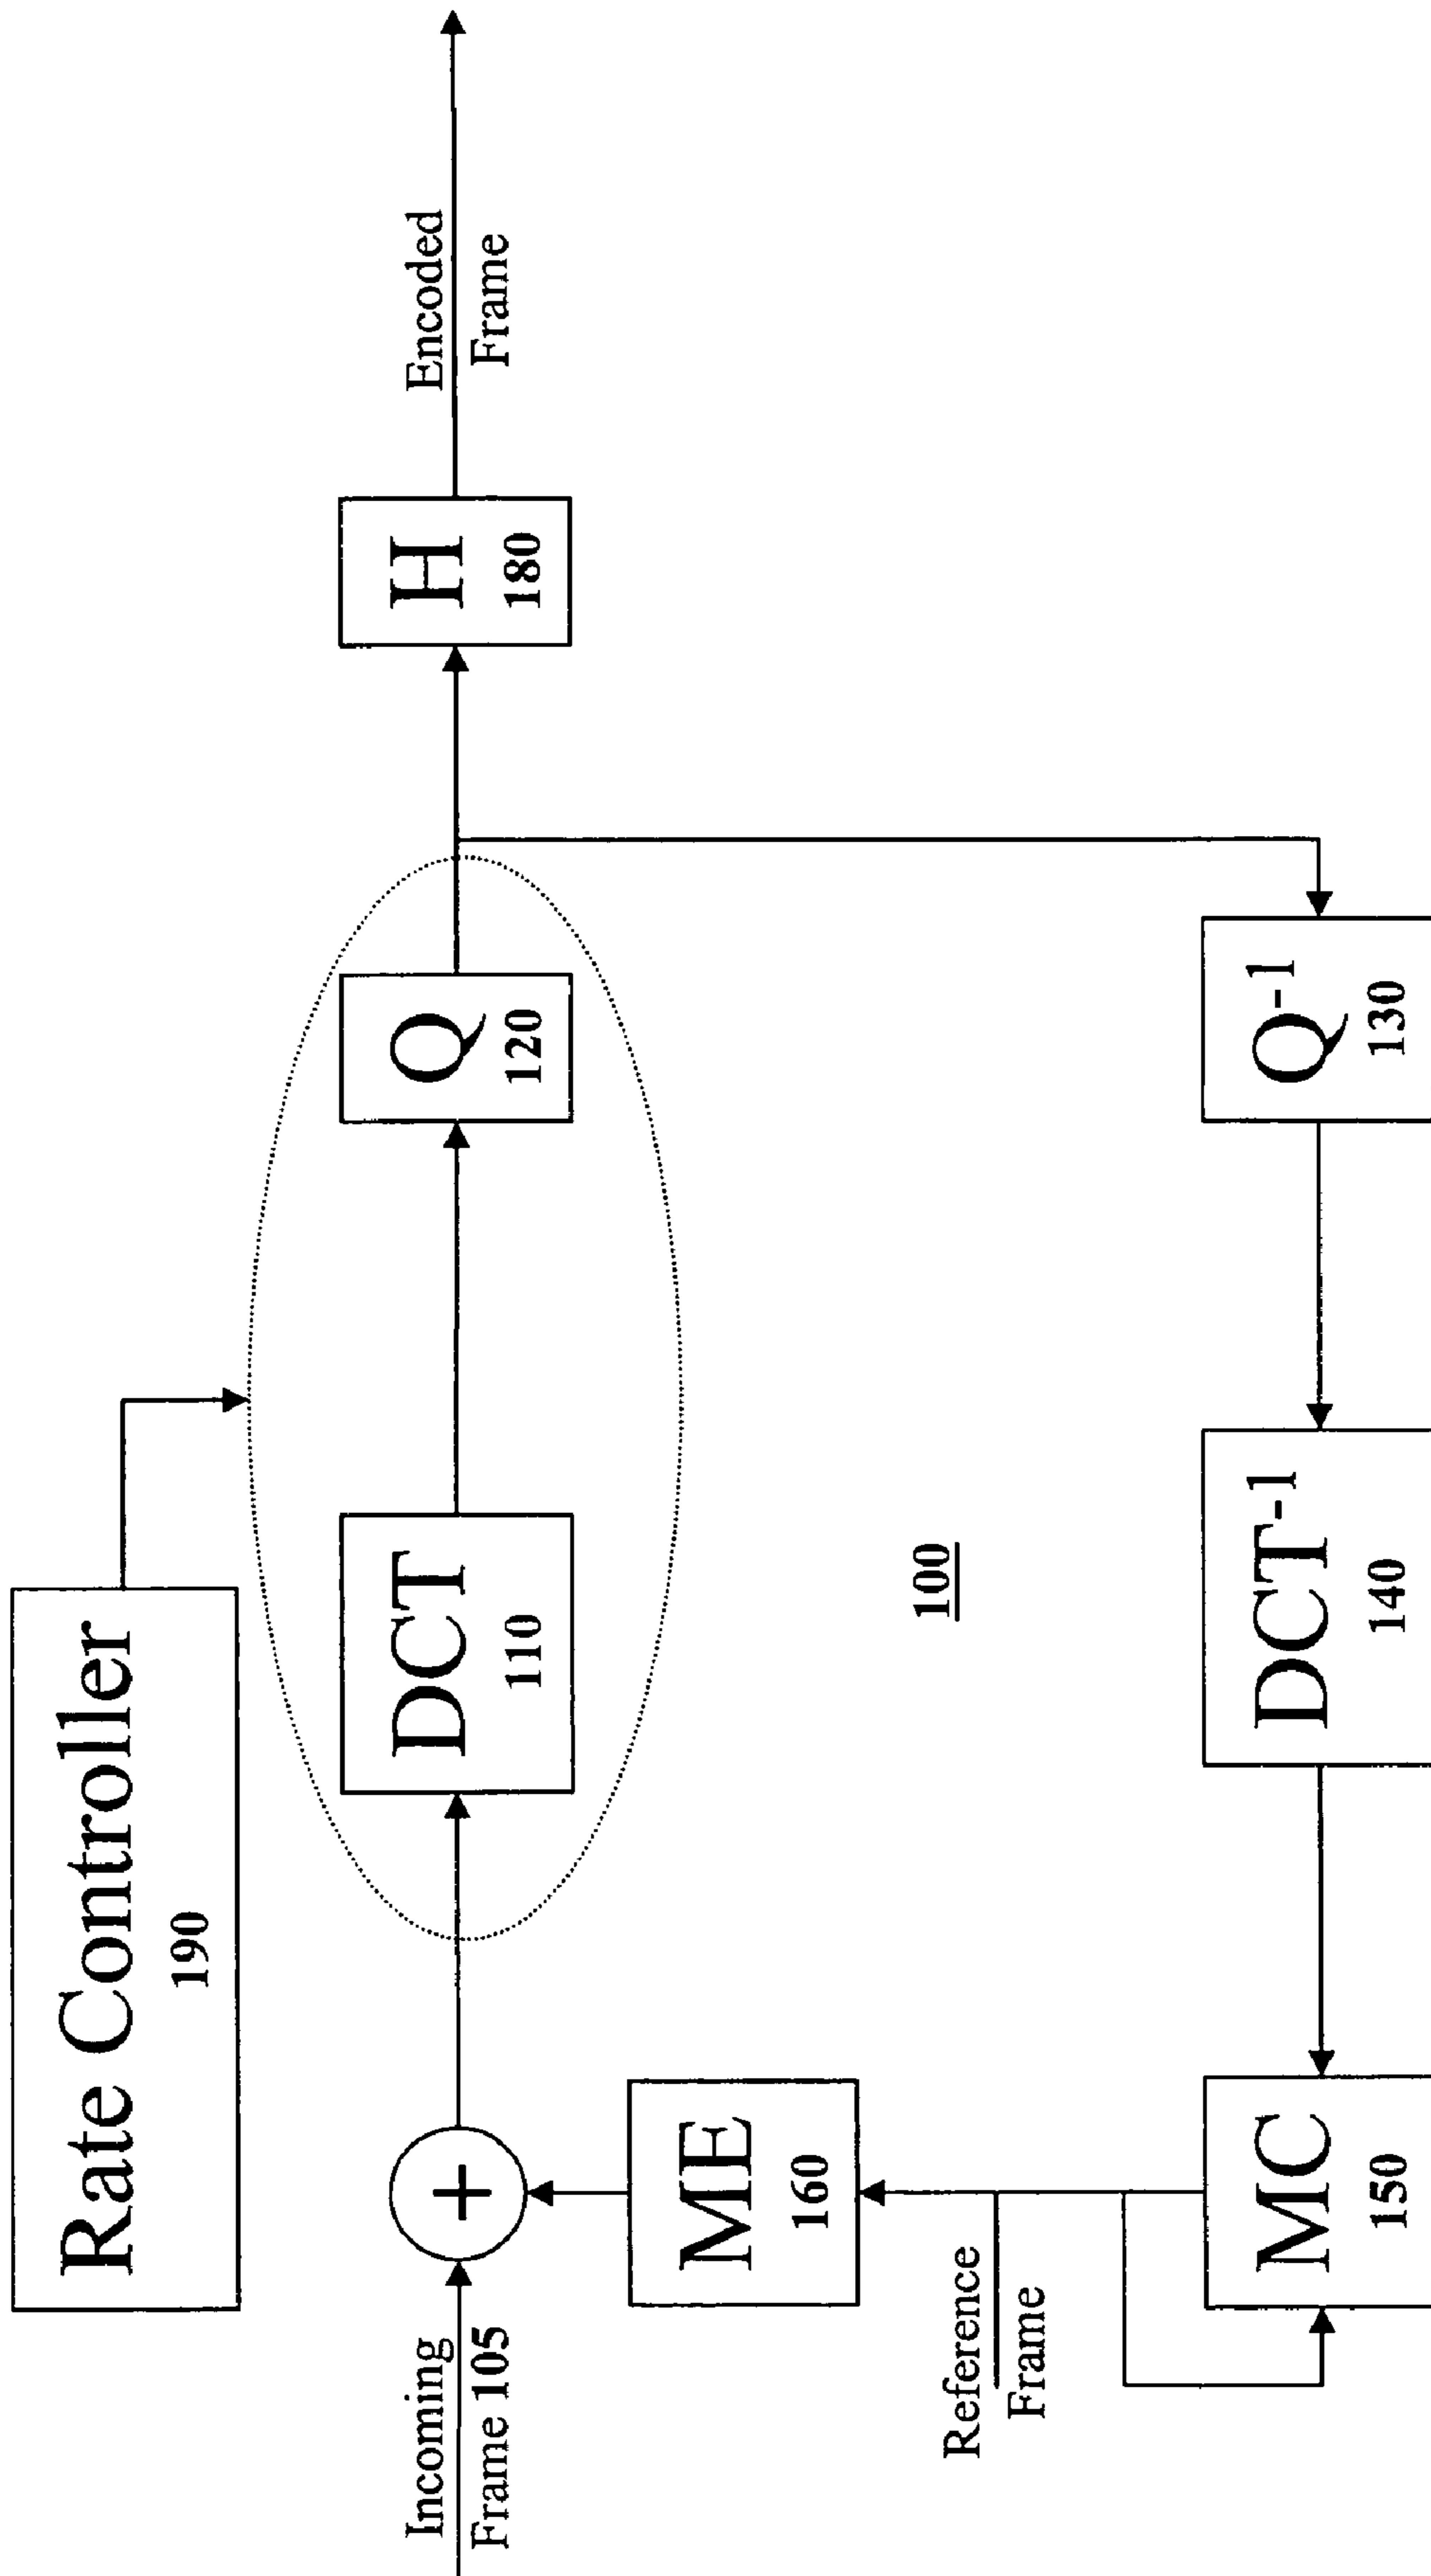 Rate Controller
190
Incoming
Frame 105
+
DCT
110
Q
120
H
180
Encoded
Frame
ME
160
100
Reference
Frame
MC
150
DCT-1
140
Q-1
130